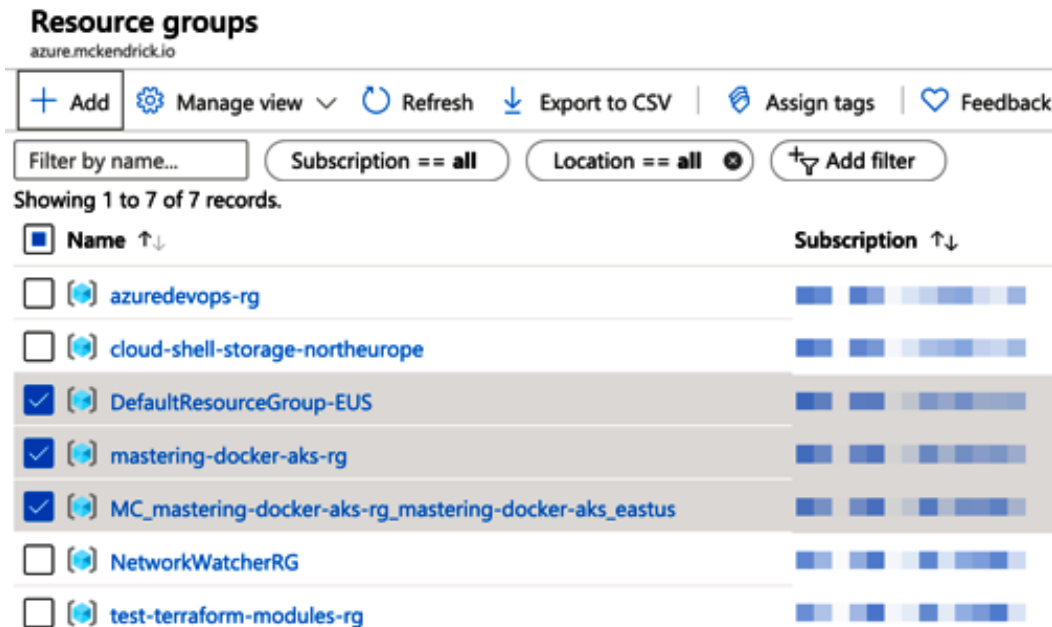 Resource groups
azure.mckendrick.io
Add Manage view Refresh Export to CSV Assign tags Feedback
Filter by name... Subscription == all Location == all Add filter
Showing 1 to 7 of 7 records.
Name Subscription
azuredevops-rg
cloud-shell-storage-northeurope
DefaultResourceGroup-EUS
mastering-docker-aks-rg
MC_mastering-docker-aks-rg_mastering-docker-aks_eastus
NetworkWatcherRG
test-terraform-modules-rg